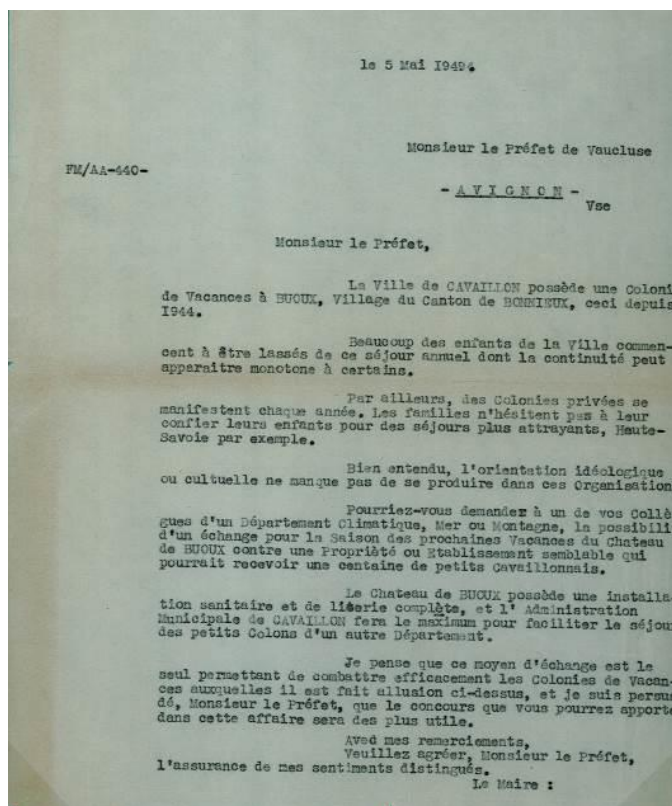 le 5 Mai I949.
Monsieur le Préfet de Vaucluse
FM/AA-440-
- AVIGNON -
Vse
Monsieur le Préfet,
La Ville de CAVAILLON possède une Coloni
de Vacances à BUOUX, Village du Canton de BONNIEUX, ceci depuis
I944.
Beaucoup des enfants de la Ville commen-
cent à être lassés de ce séjour annuel dont la continuité peut
apparaitre monotone à certains.
Par ailleurs, des Colonies privées se
manifestent chaque année. Les familles n'hésitent pas à leur
confier leurs enfants pour des séjours plus attrayants, Haute-
Savoie par exemple.
Bien entendu, l'orientation idéologique
ou cultuelle ne manque pas de se produire dans ces Organisation
Pourriez-vous demandez à un de vos Collè
gues d'un Département Climatique, Mer ou Montagne, la possibili
d'un échange pour la Saison des prochaines Vacances du Chateau
de BUOUX contre une Propriété ou Etablissement semblable qui
pourrait recevoir une centaine de petits Cavaillonnais.
Le Chateau de BUOUX possède une installa
tion sanitaire et de literie complète, et l' Administration
Municipale de CAVAILLON fera le maximum pour faciliter le séjou
des petits Colons d'un autre Département.
Je pense que ce moyen d'échange est le
seul permettant de combattre efficacement les Colonies de Vacan-
ces auxquelles il est fait allusion ci-dessus, et je suis persu
dé, Monsieur le Préfet, que le concours que vous pourrez apporte
dans cette affaire sera des plus utile.
Aved mes remerciements,
Veuillez agréer, Monsieur le Préfet,
l'assurance de mes sentiments distingués.
Le Maire :